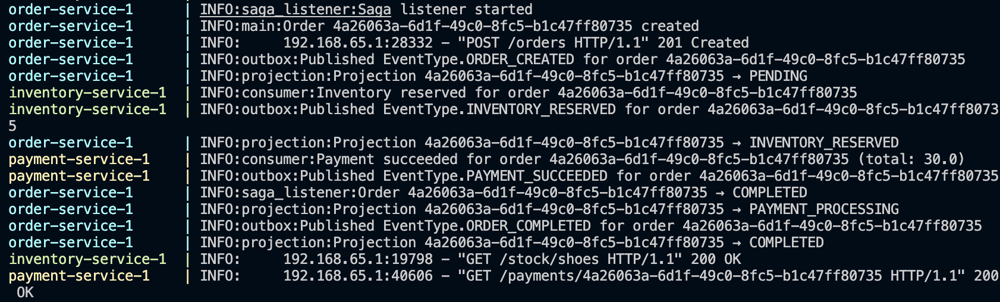 order-service-1      | INFO:saga_listener:Saga listener started
order-service-1      | INFO:main:Order 4a26063a-6d1f-49c0-8fc5-b1c47ff80735 created
order-service-1      | INFO:     192.168.65.1:28332 - "POST /orders HTTP/1.1" 201 Created
order-service-1      | INFO:outbox:Published EventType.ORDER_CREATED for order 4a26063a-6d1f-49c0-8fc5-b1c47ff80735
order-service-1      | INFO:projection:Projection 4a26063a-6d1f-49c0-8fc5-b1c47ff80735 → PENDING
inventory-service-1  | INFO:consumer:Inventory reserved for order 4a26063a-6d1f-49c0-8fc5-b1c47ff80735
inventory-service-1  | INFO:outbox:Published EventType.INVENTORY_RESERVED for order 4a26063a-6d1f-49c0-8fc5-b1c47ff8073
5
order-service-1      | INFO:projection:Projection 4a26063a-6d1f-49c0-8fc5-b1c47ff80735 → INVENTORY_RESERVED
payment-service-1    | INFO:consumer:Payment succeeded for order 4a26063a-6d1f-49c0-8fc5-b1c47ff80735 (total: 30.0)
payment-service-1    | INFO:outbox:Published EventType.PAYMENT_SUCCEEDED for order 4a26063a-6d1f-49c0-8fc5-b1c47ff80735
order-service-1      | INFO:saga_listener:Order 4a26063a-6d1f-49c0-8fc5-b1c47ff80735 → COMPLETED
order-service-1      | INFO:projection:Projection 4a26063a-6d1f-49c0-8fc5-b1c47ff80735 → PAYMENT_PROCESSING
order-service-1      | INFO:outbox:Published EventType.ORDER_COMPLETED for order 4a26063a-6d1f-49c0-8fc5-b1c47ff80735
order-service-1      | INFO:projection:Projection 4a26063a-6d1f-49c0-8fc5-b1c47ff80735 → COMPLETED
inventory-service-1  | INFO:     192.168.65.1:19798 - "GET /stock/shoes HTTP/1.1" 200 OK
payment-service-1    | INFO:     192.168.65.1:40606 - "GET /payments/4a26063a-6d1f-49c0-8fc5-b1c47ff80735 HTTP/1.1" 200
 OK